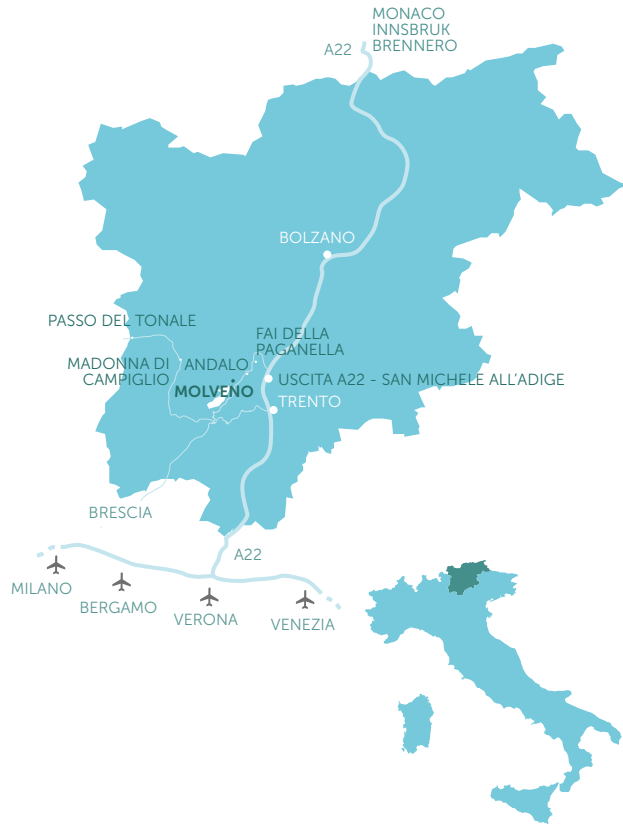 MONACO
INNSBRUK
BRENNERO
A22
BOLZANO
PASSO DEL TONALE
FAI DELLA
PAGANELLA
MADONNA DI
CAMPIGLIO
ANDALO
MOLVENO
USCITA A22 - SAN MICHELE ALL'ADIGE
TRENTO
BRESCIA
A22
MILANO
BERGAMO
VERONA
VENEZIA